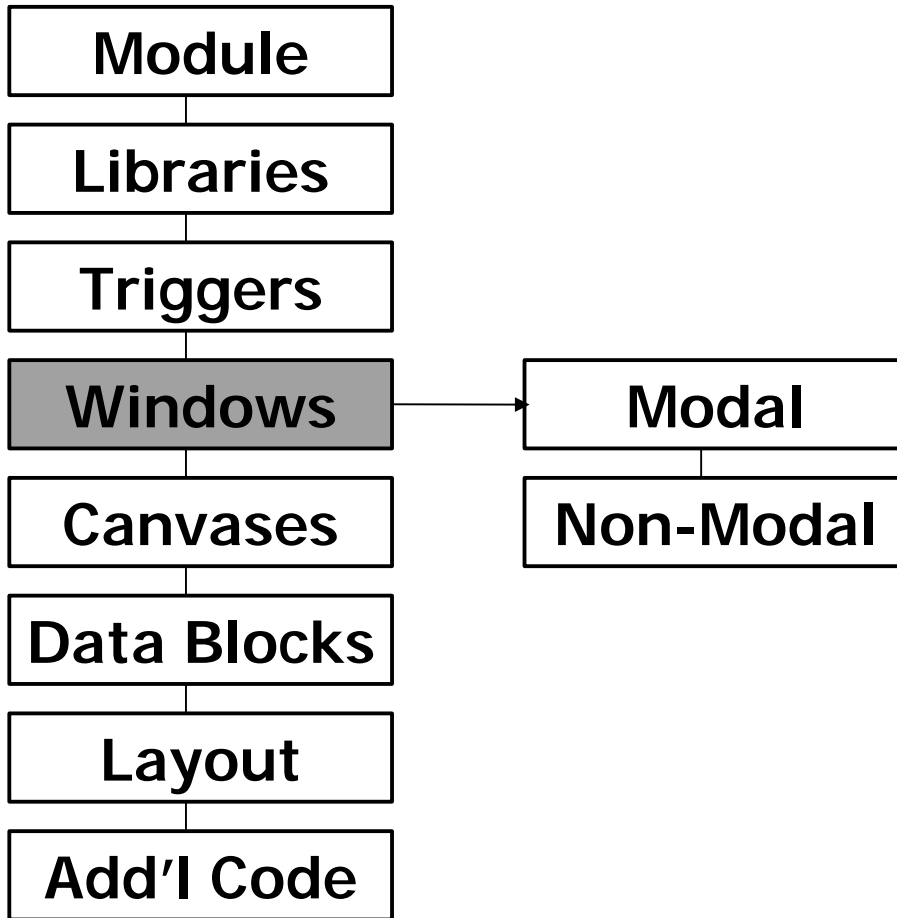 Module
Libraries
Triggers
Windows
Modal
Canvases
Non-Modal
Data Blocks
Layout
Add'l Code